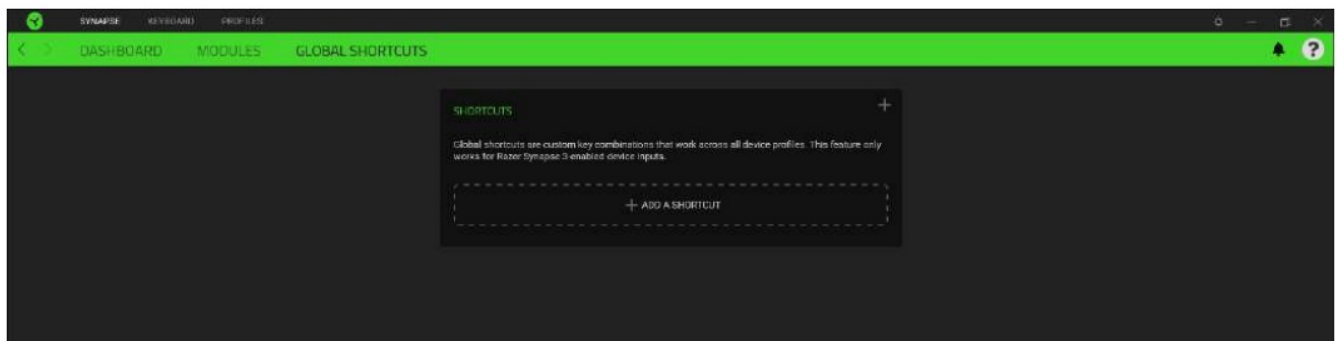 SYNAPSE KEYBOARD PROFILES
DASHBOARD MODULES GLOBAL SHORTCUTS
?
SHORTCUTS
Global shortcuts are custom key combinations that work across all device profiles. This feature only
works for Razer Synapse 3-enabled device inputs.
+ ADD A SHORTCUT